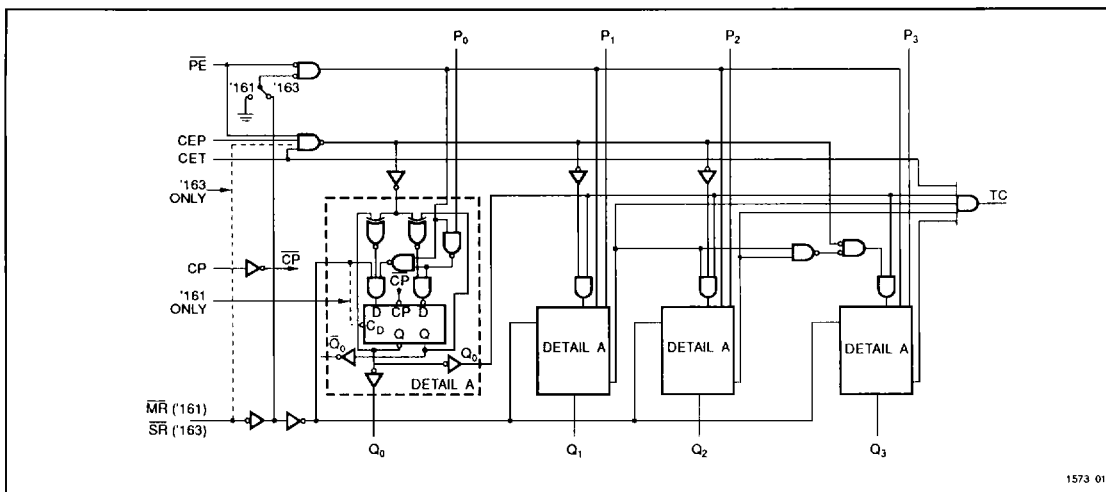 P0 P1 P2 P3
PE
'161 '163
CEP
CET
'163
ONLY
TC
CP CP
CP
'161
ONLY
D CP D
CD
Q Q
Q0 Q0
DETAIL A
DETAIL A
DETAIL A
DETAIL A
MR ('161)
SR ('163)
Q0 Q1 Q2 Q3
1573 01